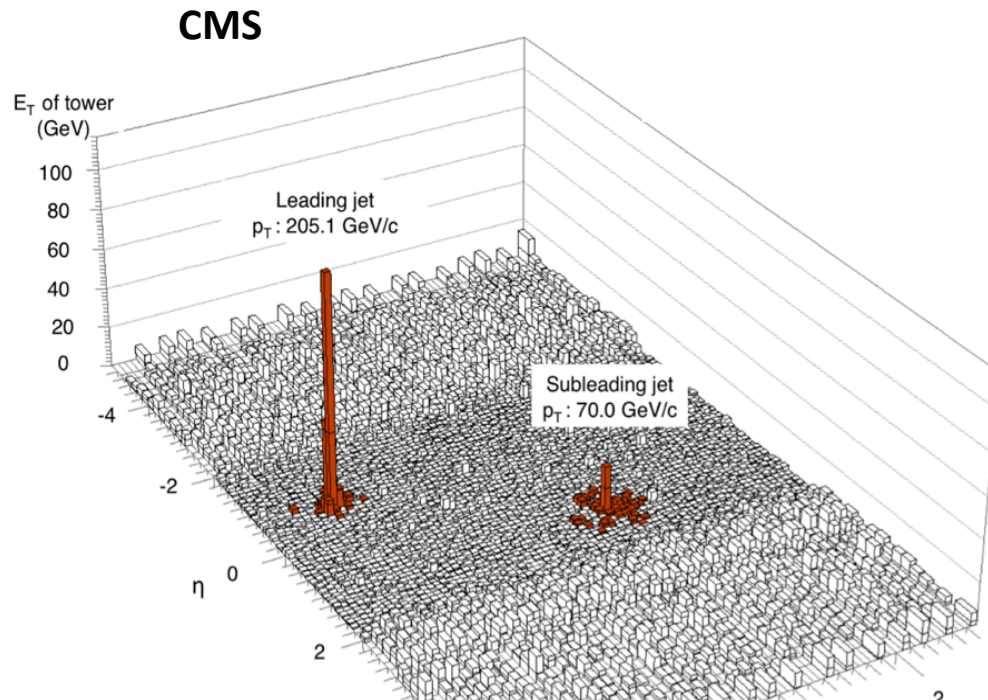 CMS
E_T of tower
(GeV)
100
80
60
40
20
0
Leading jet
p_T : 205.1 GeV/c
Subleading jet
p_T : 70.0 GeV/c
-4
-2
0
2
η